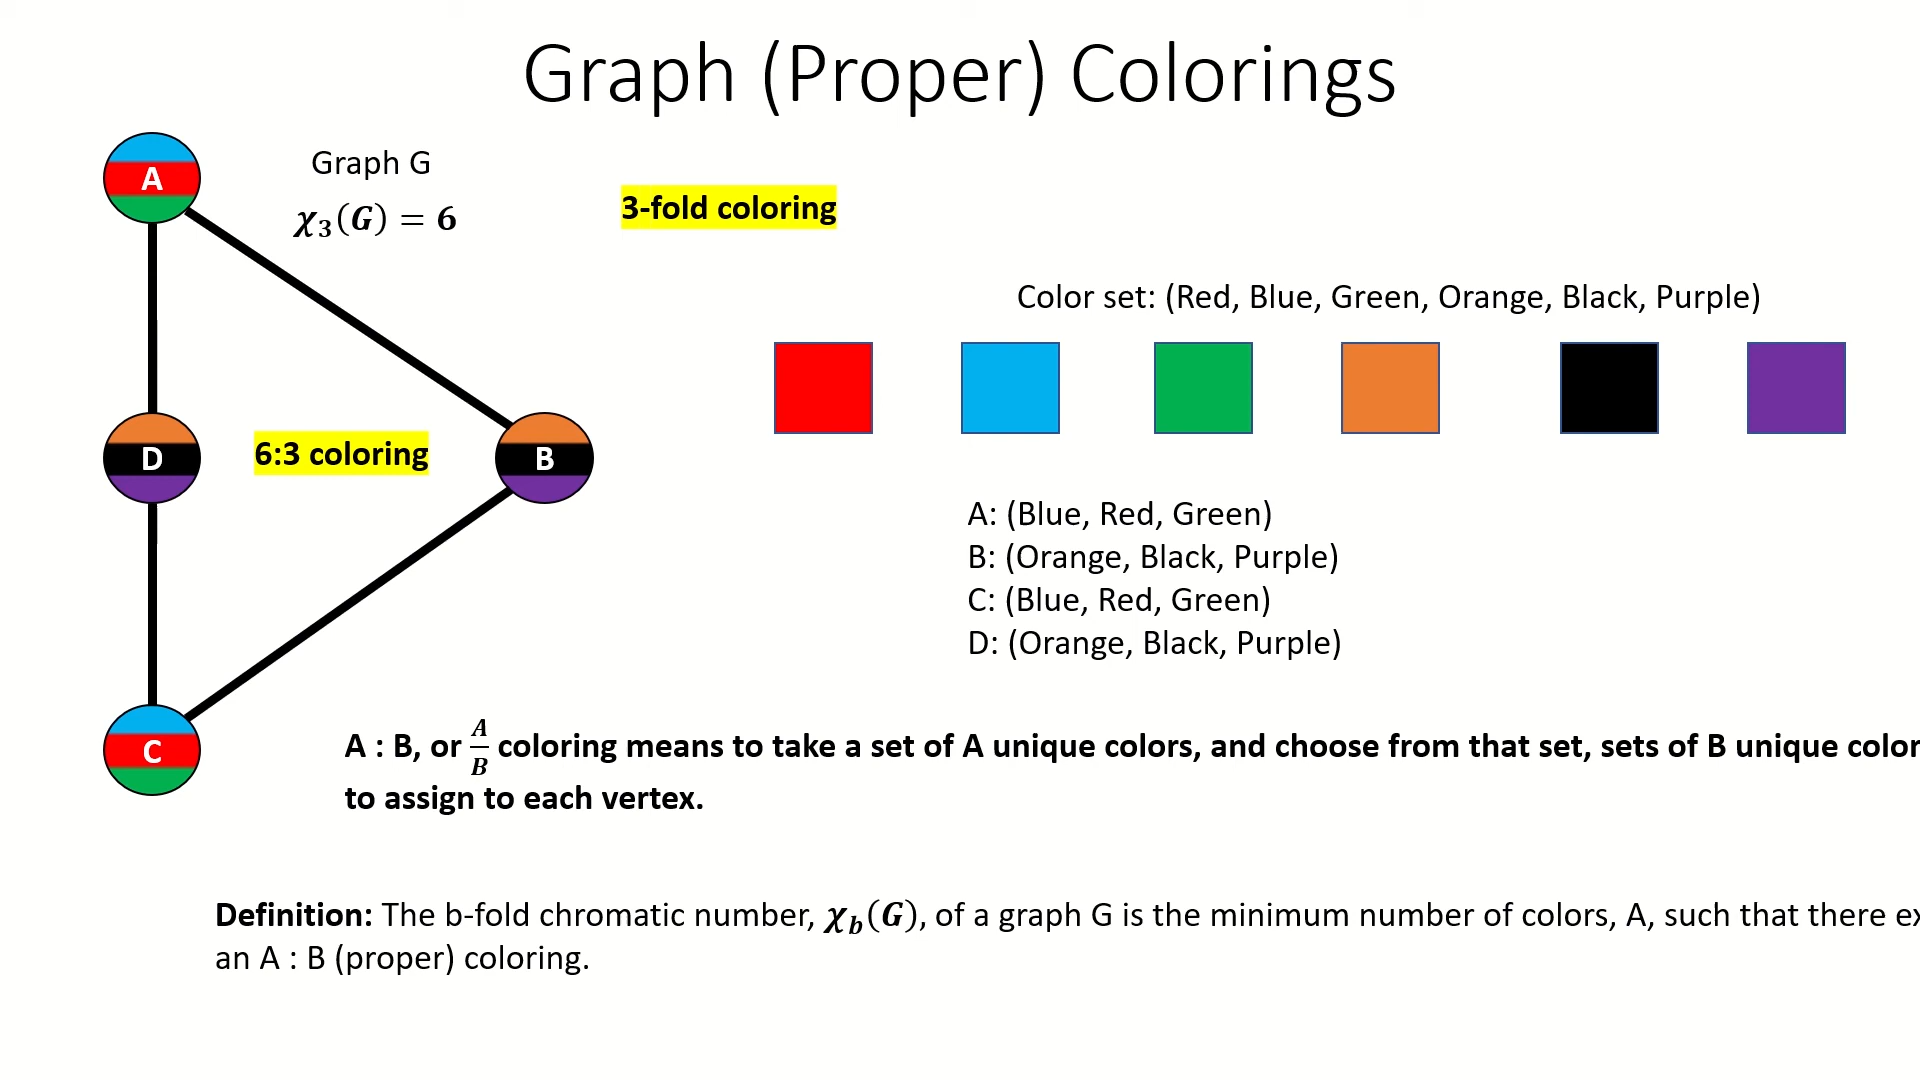 Graph (Proper) Colorings
A
Graph G
χ₃(G) = 6
3-fold coloring
Color set: (Red, Blue, Green, Orange, Black, Purple)
D
6:3 coloring
B
A: (Blue, Red, Green)
B: (Orange, Black, Purple)
C: (Blue, Red, Green)
D: (Orange, Black, Purple)
C
A : B, or A/B coloring means to take a set of A unique colors, and choose from that set, sets of B unique color
to assign to each vertex.
Definition: The b-fold chromatic number, χ_b(G), of a graph G is the minimum number of colors, A, such that there ex
an A : B (proper) coloring.